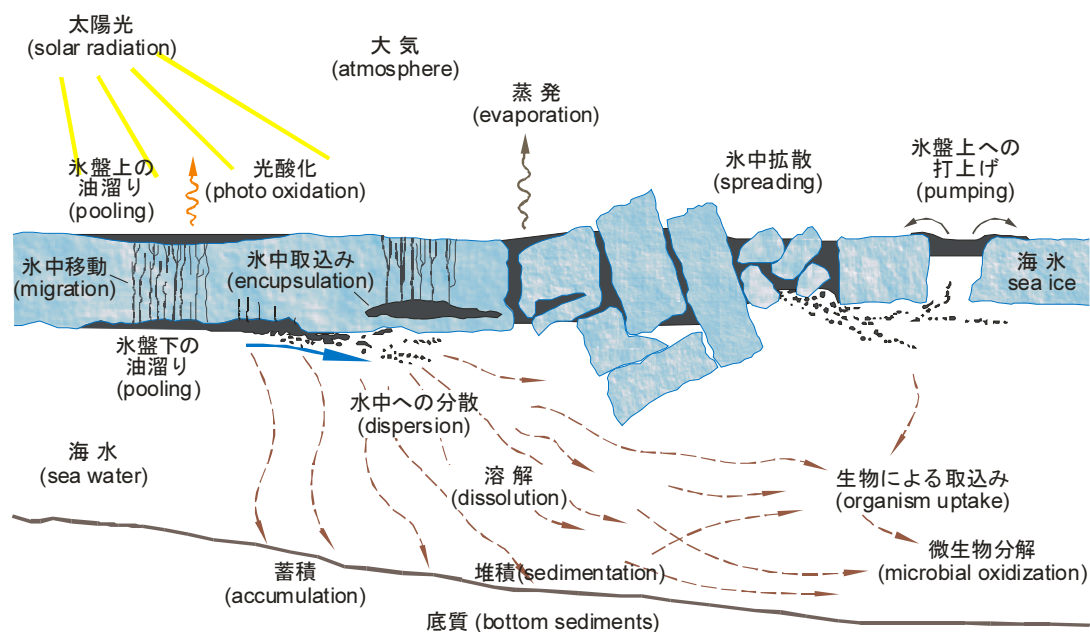 太陽光
(solar radiation)
大 気
(atmosphere)
蒸 発
(evaporation)
氷盤上の
油溜り
(pooling)
光酸化
(photo oxidation)
氷中拡散
(spreading)
氷盤上への
打上げ
(pumping)
氷中移動
(migration)
氷中取込み
(encupsulation)
海 氷
sea ice
氷盤下の
油溜り
(pooling)
水中への分散
(dispersion)
海 水
(sea water)
溶 解
(dissolution)
生物による取込み
(organism uptake)
微生物分解
(microbial oxidization)
蓄積
(accumulation)
堆積(sedimentation)
底質 (bottom sediments)